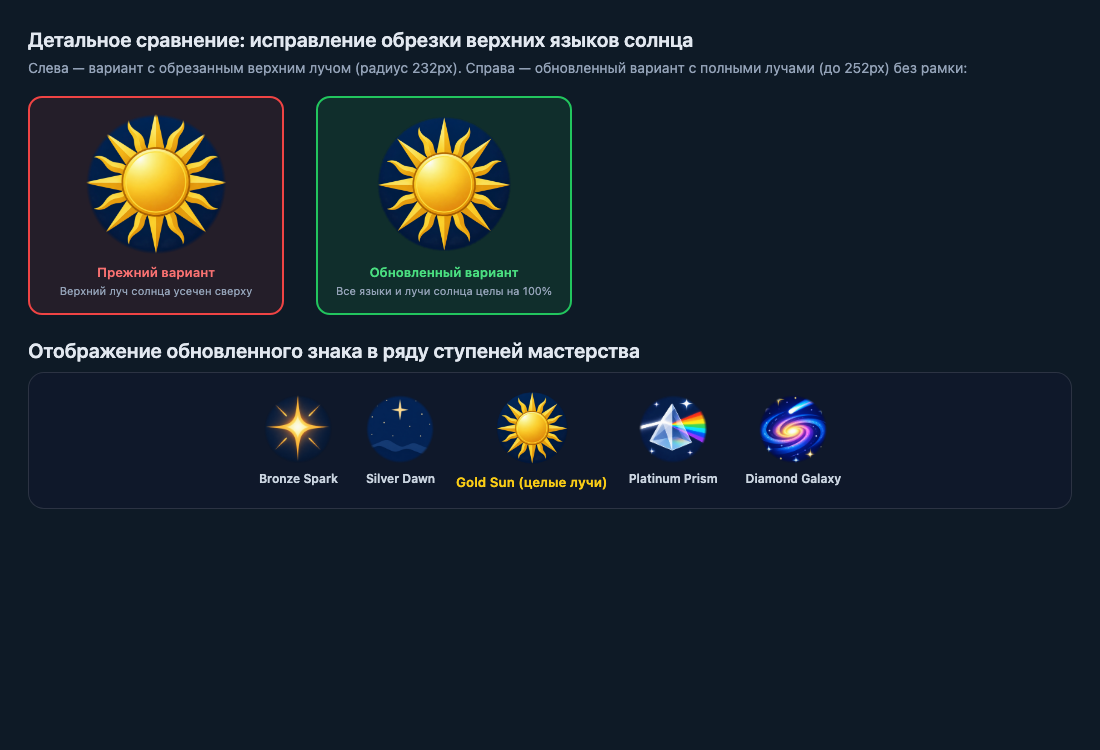 Детальное сравнение: исправление обрезки верхних языков солнца
Слева — вариант с обрезанным верхним лучом (радиус 232px). Справа — обновленный вариант с полными лучами (до 252px) без рамки:
Прежний вариант
Верхний луч солнца усечен сверху
Обновленный вариант
Все языки и лучи солнца целы на 100%
Отображение обновленного знака в ряду ступеней мастерства
Bronze Spark
Silver Dawn
Gold Sun (целые лучи)
Platinum Prism
Diamond Galaxy